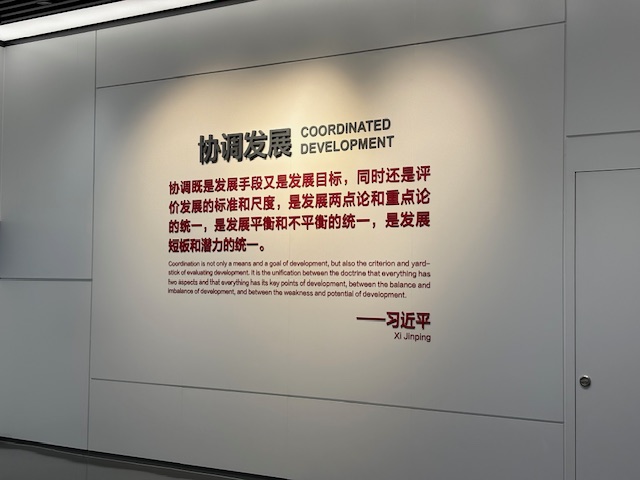 协调发展 COORDINATED
DEVELOPMENT
协调既是发展手段又是发展目标，同时还是评
价发展的标准和尺度，是发展两点论和重点论
的统一，是发展平衡和不平衡的统一，是发展
短板和潜力的统一。
Coordination is not only a means and a goal of development, but also the criterion and yard-
stick of evaluating development. It is the unification between the doctrine that everything has
two aspects and that everything has its key points of development, between the balance and
imbalance of development, and between the weakness and potential of development.
——习近平
Xi Jinping